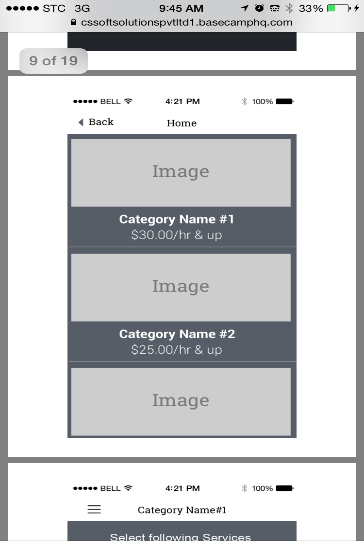 STC 3G 9:45 AM 33%
cssoftsolutionspvtltd1.basecamphq.com
9 of 19
BELL 4:21 PM 100%
Back Home
Image
Category Name #1
$30.00/hr & up
Image
Category Name #2
$25.00/hr & up
Image
BELL 4:21 PM 100%
Category Name#1
Select following Services